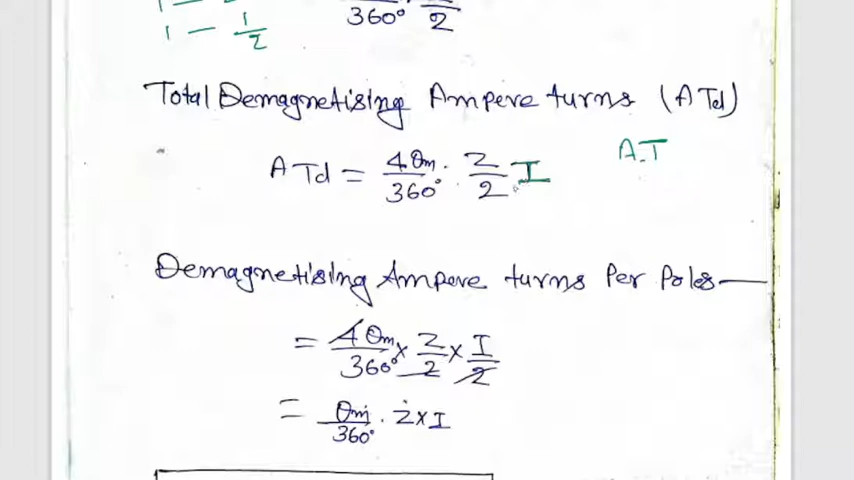 1 - 1/2
360° 2
Total Demagnetising Ampere turns (ATd)
ATd = 4θm/360° · Z/2 I
A.T
Demagnetising Ampere turns Per Poles —
= 4θm/360° × Z/2 × I/2
= θm/360° · Z × I